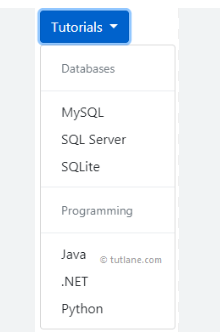 Tutorials
Databases
MySQL
SQL Server
SQLite
Programming
Java
© tutlane.com
.NET
Python